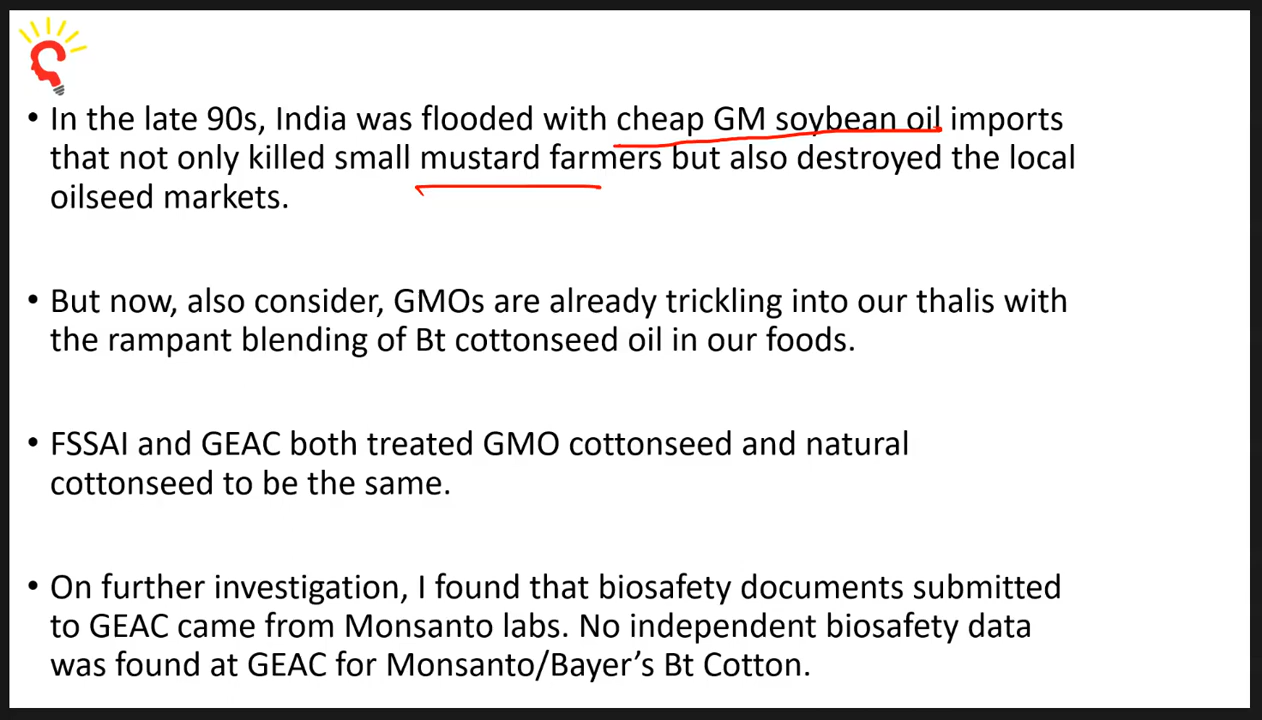 • In the late 90s, India was flooded with cheap GM soybean oil imports
that not only killed small mustard farmers but also destroyed the local
oilseed markets.
• But now, also consider, GMOs are already trickling into our thalis with
the rampant blending of Bt cottonseed oil in our foods.
• FSSAI and GEAC both treated GMO cottonseed and natural
cottonseed to be the same.
• On further investigation, I found that biosafety documents submitted
to GEAC came from Monsanto labs. No independent biosafety data
was found at GEAC for Monsanto/Bayer’s Bt Cotton.